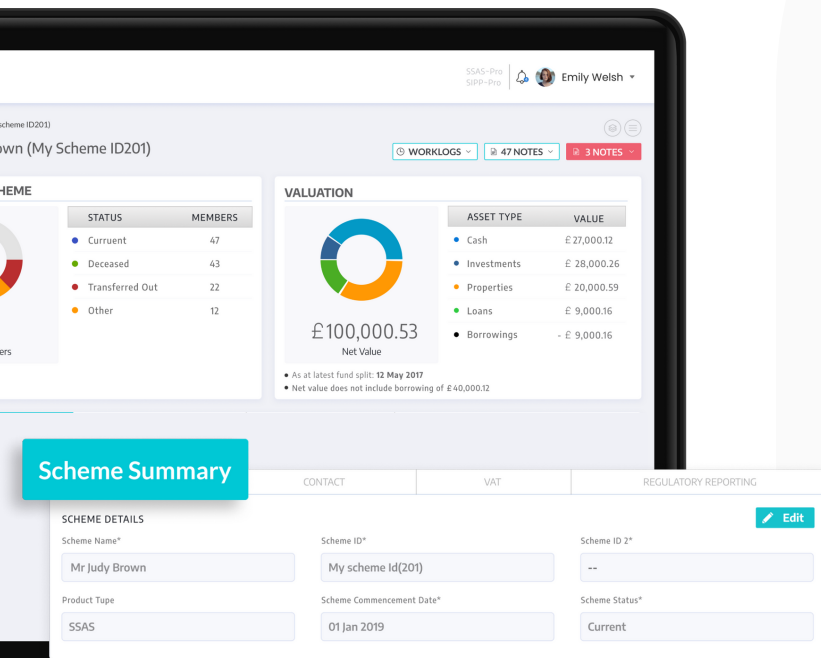 SSAS-Pro
SIPP-Pro
Emily Welsh
scheme ID201)
own (My Scheme ID201)
WORKLOGS
47 NOTES
3 NOTES
HEME
STATUS MEMBERS
Curruent 47
Deceased 43
Transferred Out 22
Other 12
ers
VALUATION
ASSET TYPE VALUE
Cash £27,000.12
Investments £ 28,000.26
Properties £ 20,000.59
Loans £ 9,000.16
Borrowings - £ 9,000.16
£100,000.53
Net Value
As at latest fund split: 12 May 2017
Net value does not include borrowing of £40,000.12
Scheme Summary
CONTACT VAT REGULATORY REPORTING
SCHEME DETAILS
Edit
Scheme Name* Scheme ID* Scheme ID 2*
Mr Judy Brown My scheme Id(201) --
Product Type Scheme Commencement Date* Scheme Status*
SSAS 01 Jan 2019 Current